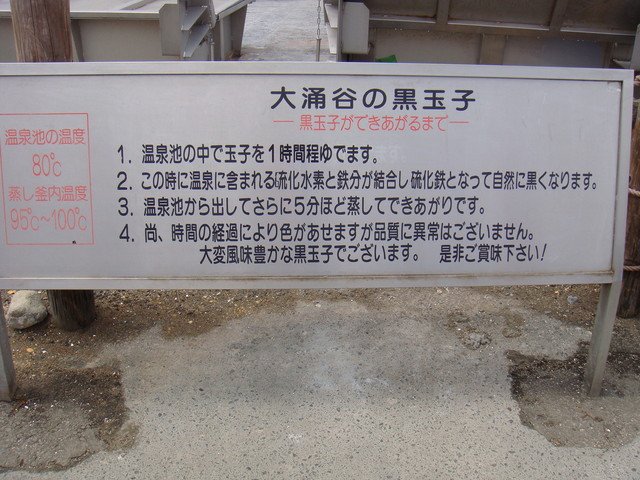 大涌谷の黒玉子
―黒玉子ができあがるまで―
温泉池の温度
80℃
蒸し釜内温度
95℃~100℃
1. 温泉池の中で玉子を1時間程ゆでます。
2. この時に温泉に含まれる硫化水素と鉄分が結合し硫化鉄となって自然に黒くなります。
3. 温泉池から出してさらに5分ほど蒸してできあがりです。
4. 尚、時間の経過により色があせますが品質に異常はございません。
大変風味豊かな黒玉子でございます。 是非ご賞味下さい!